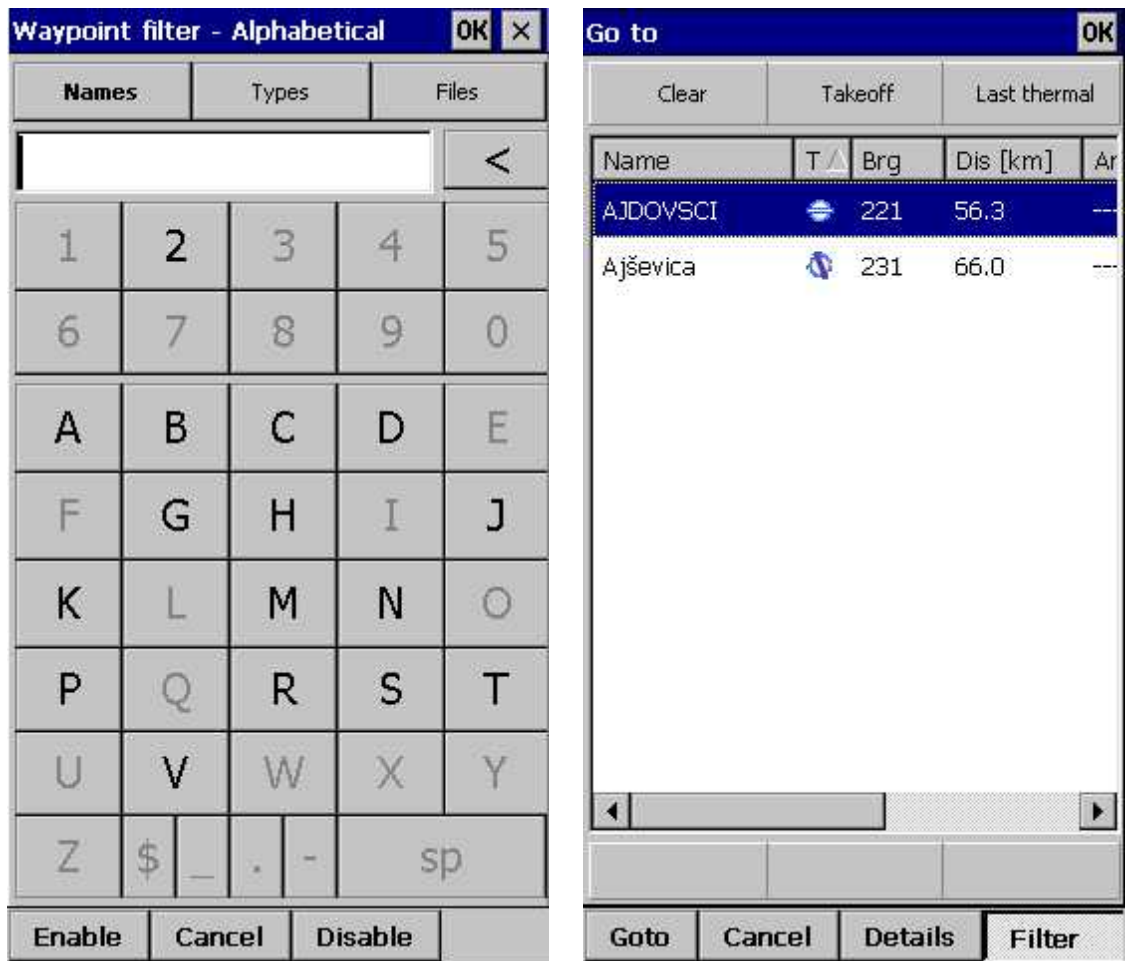 Waypoint filter - Alphabetical OK ×
Names Types Files
<
1 2 3 4 5
6 7 8 9 0
A B C D E
F G H I J
K L M N O
P Q R S T
U V W X Y
Z $ _ . - sp
Enable Cancel Disable
Go to OK
Clear Takeoff Last thermal
Name T Brg Dis [km] Ar
AJDOVSCI 221 56.3 ---
Ajševica 231 66.0 ---
Goto Cancel Details Filter